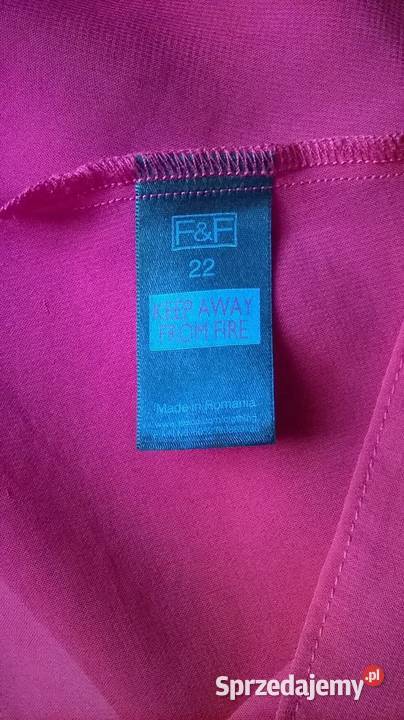 F&F
22
KEEP AWAY
FROM FIRE
Made in Romania
Sprzedajemy.pl